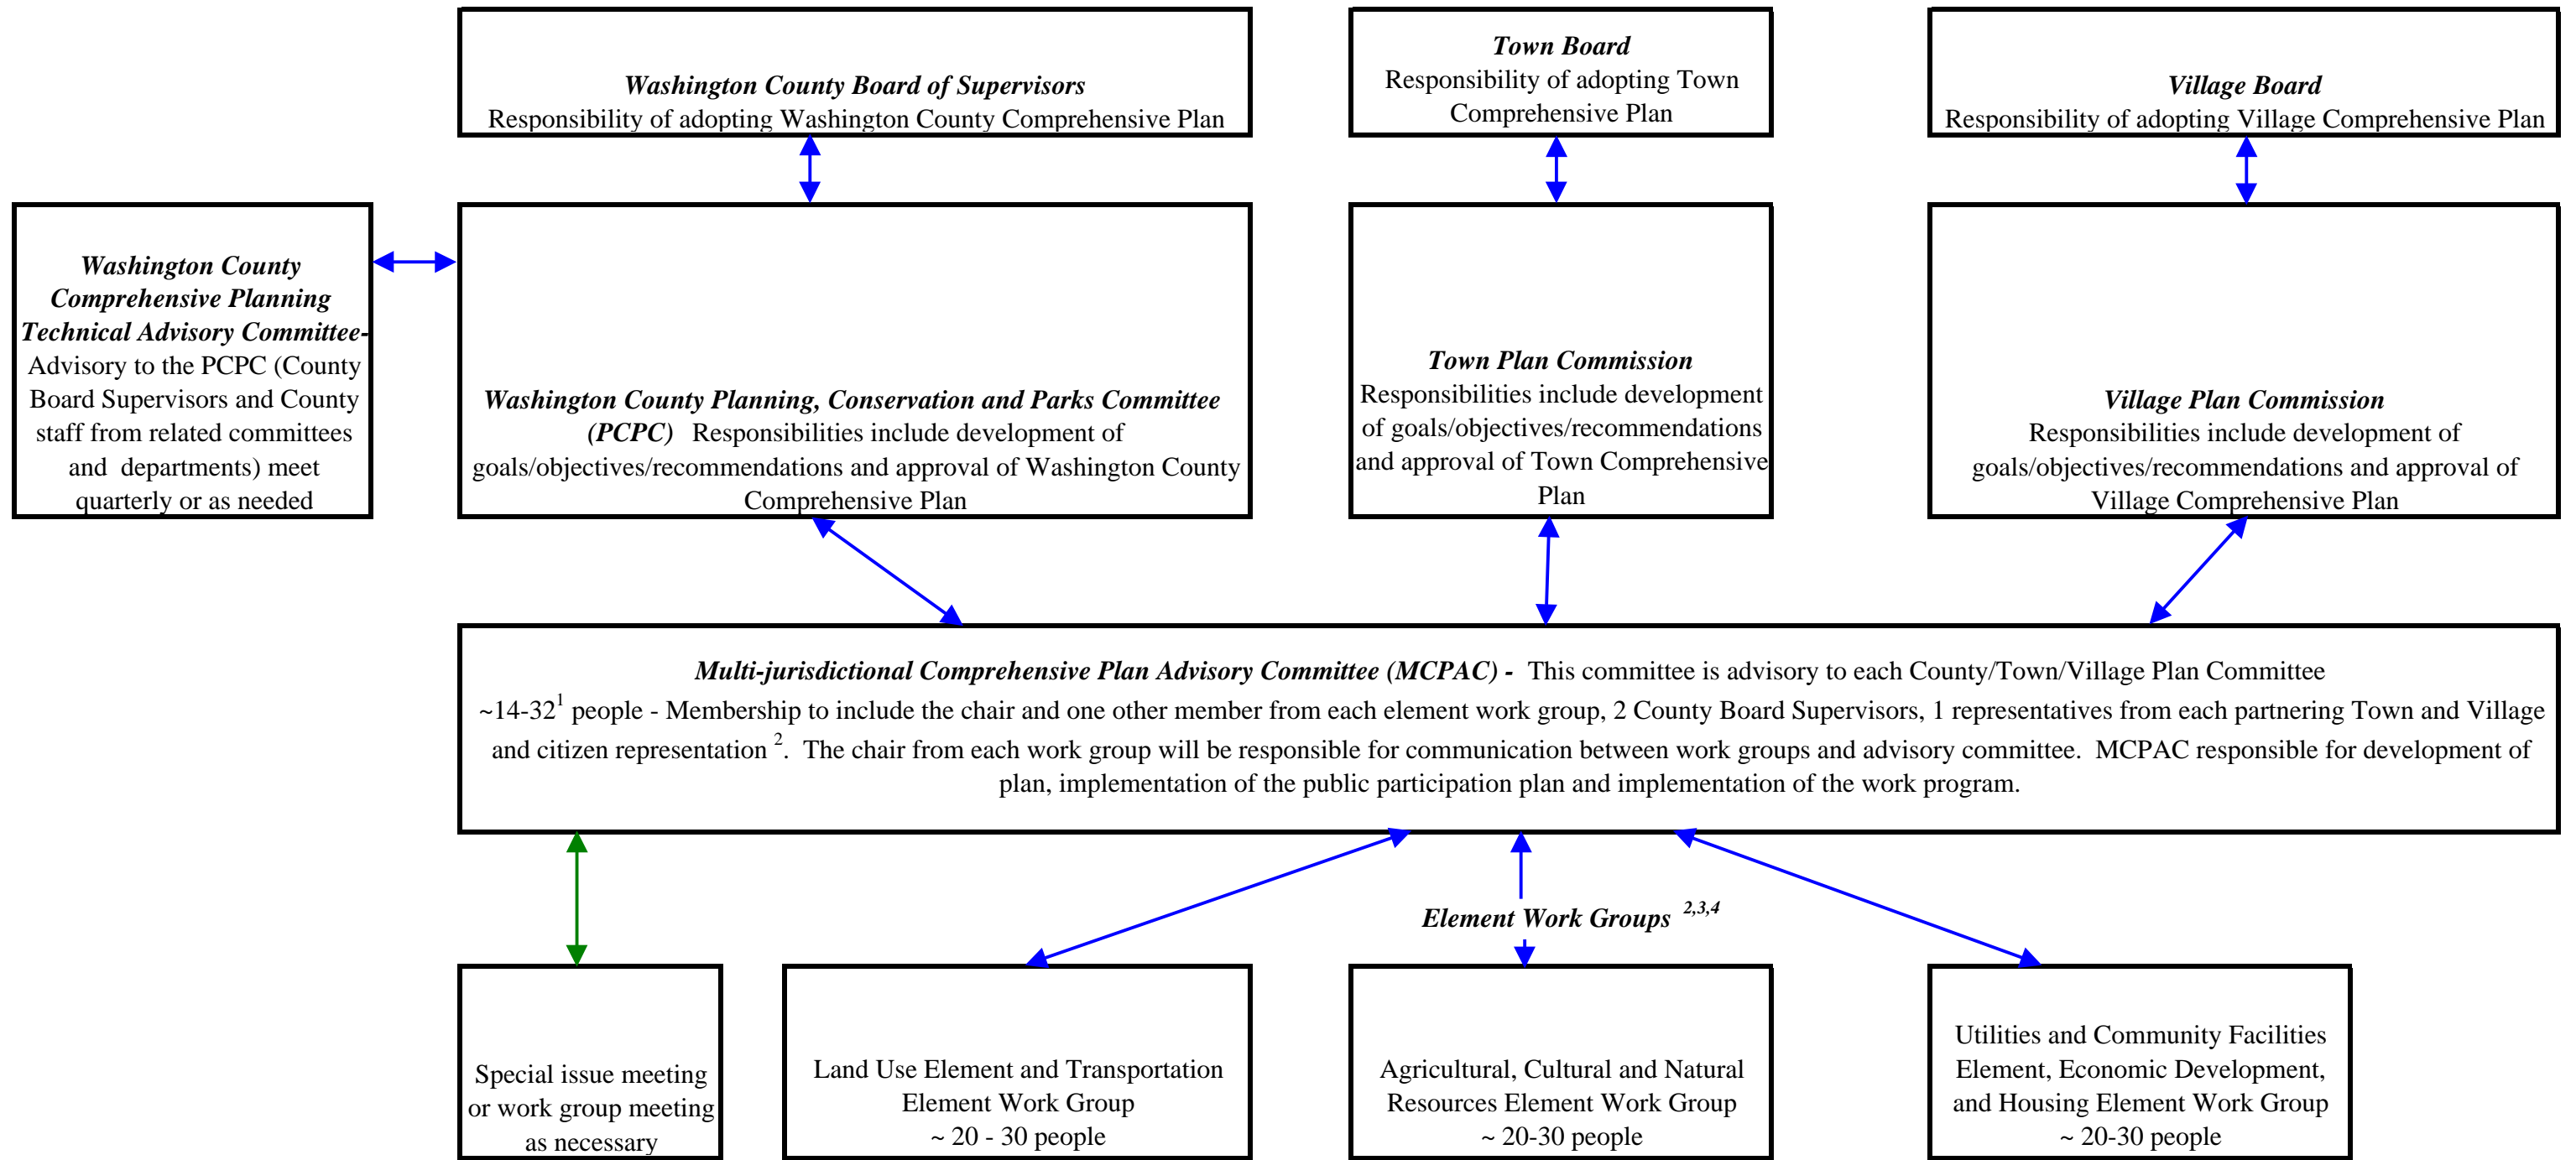 Washington County Board of Supervisors
Responsibility of adopting Washington County Comprehensive Plan
Town Board
Responsibility of adopting Town
Comprehensive Plan
Village Board
Responsibility of adopting Village Comprehensive Plan
Washington County
Comprehensive Planning
Technical Advisory Committee-
Advisory to the PCPC (County
Board Supervisors and County
staff from related committees
and departments) meet
quarterly or as needed
Washington County Planning, Conservation and Parks Committee
(PCPC) Responsibilities include development of
goals/objectives/recommendations and approval of Washington County
Comprehensive Plan
Town Plan Commission
Responsibilities include development
of goals/objectives/recommendations
and approval of Town Comprehensive
Plan
Village Plan Commission
Responsibilities include development of
goals/objectives/recommendations and approval of
Village Comprehensive Plan
Multi-jurisdictional Comprehensive Plan Advisory Committee (MCPAC) - This committee is advisory to each County/Town/Village Plan Committee
~14-32¹ people - Membership to include the chair and one other member from each element work group, 2 County Board Supervisors, 1 representatives from each partnering Town and Village
and citizen representation ². The chair from each work group will be responsible for communication between work groups and advisory committee. MCPAC responsible for development of
plan, implementation of the public participation plan and implementation of the work program.
Element Work Groups 2,3,4
Special issue meeting
or work group meeting
as necessary
Land Use Element and Transportation
Element Work Group
~ 20 - 30 people
Agricultural, Cultural and Natural
Resources Element Work Group
~ 20-30 people
Utilities and Community Facilities
Element, Economic Development,
and Housing Element Work Group
~ 20-30 people